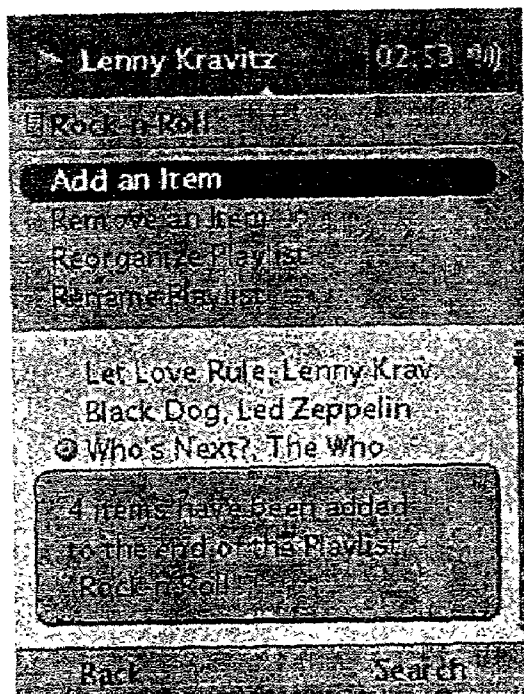 Lenny Kravitz 02:53
Rock-n-Roll
Add an Item
Remove an Item
Reorganize Playlist
Rename Playlist
Let Love Rule, Lenny Krav
Black Dog, Led Zeppelin
Who's Next?, The Who
4 items have been added
to the end of the Playlist
Rock-n-Roll
Back Search